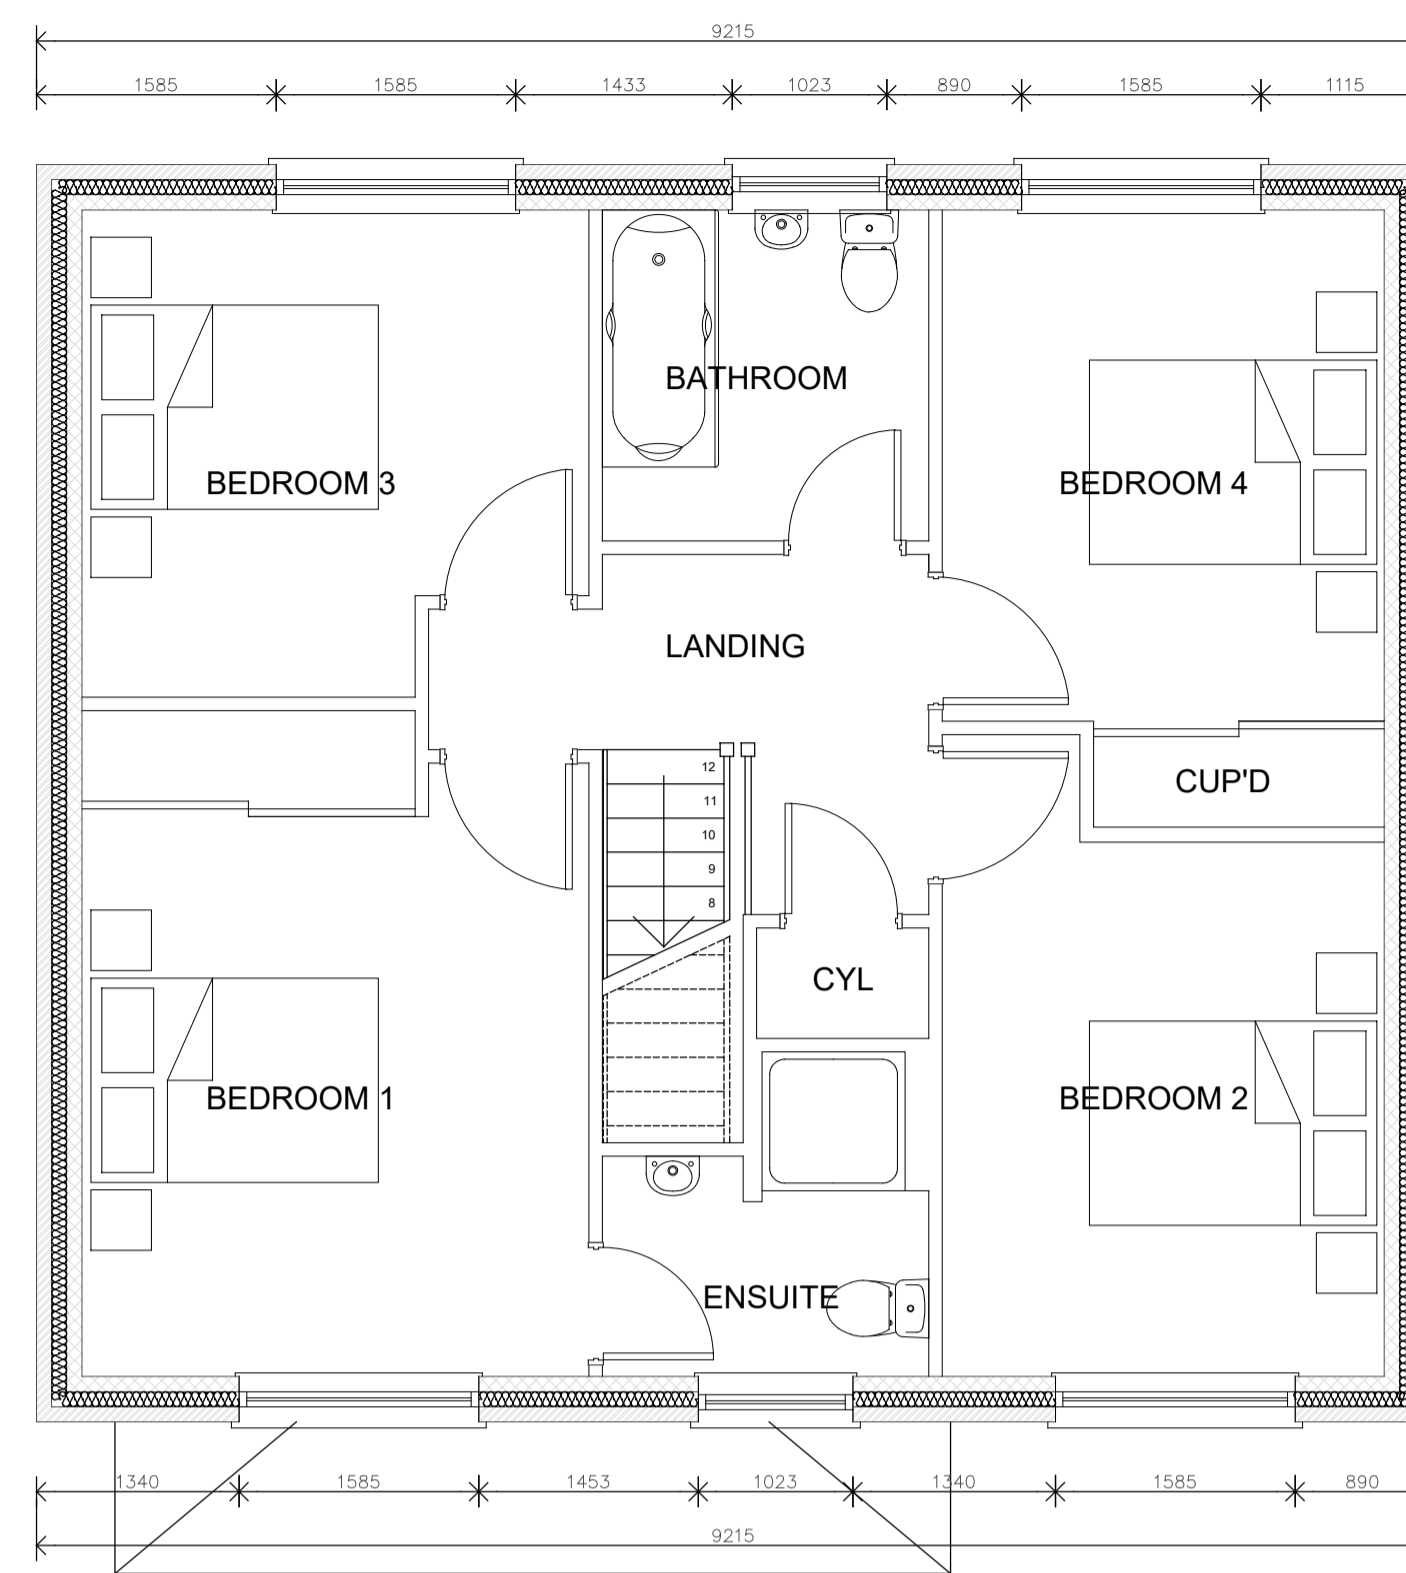 9215
1585 1585 1433 1023 890 1585 1115
BATHROOM
BEDROOM 3
BEDROOM 4
LANDING
12
CUP'D
11
10
9
8
CYL
BEDROOM 1
BEDROOM 2
ENSUITE
1340 1585 1453 1023 1340 1585 890
9215